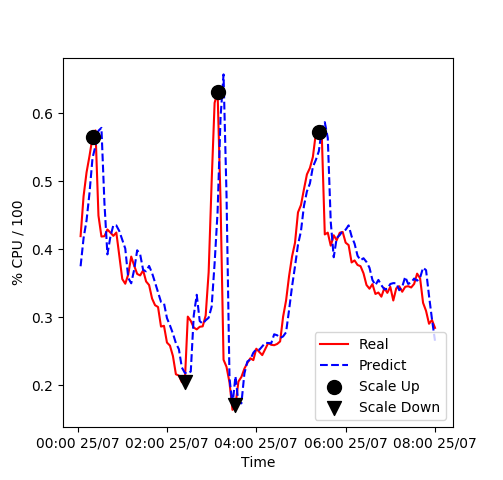 0.6
0.5
0.4
0.3
0.2
% CPU / 100
Real
Predict
Scale Up
Scale Down
00:00 25/07 02:00 25/07 04:00 25/07 06:00 25/07 08:00 25/07
Time